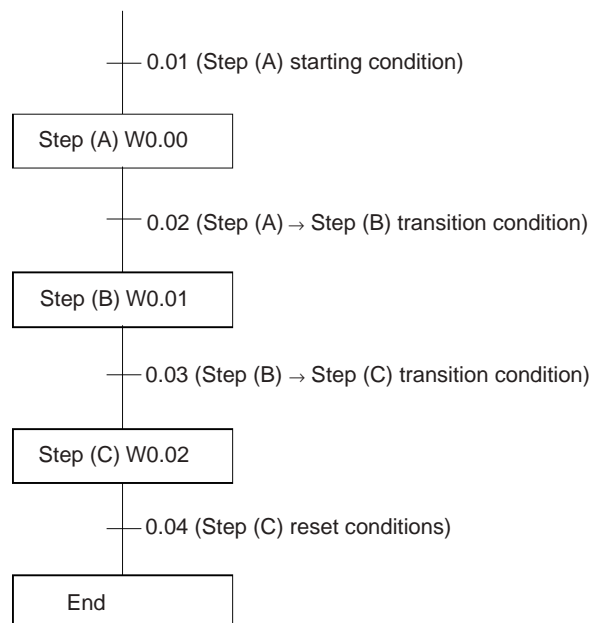 0.01 (Step (A) starting condition)
Step (A) W0.00
0.02 (Step (A) → Step (B) transition condition)
Step (B) W0.01
0.03 (Step (B) → Step (C) transition condition)
Step (C) W0.02
0.04 (Step (C) reset conditions)
End